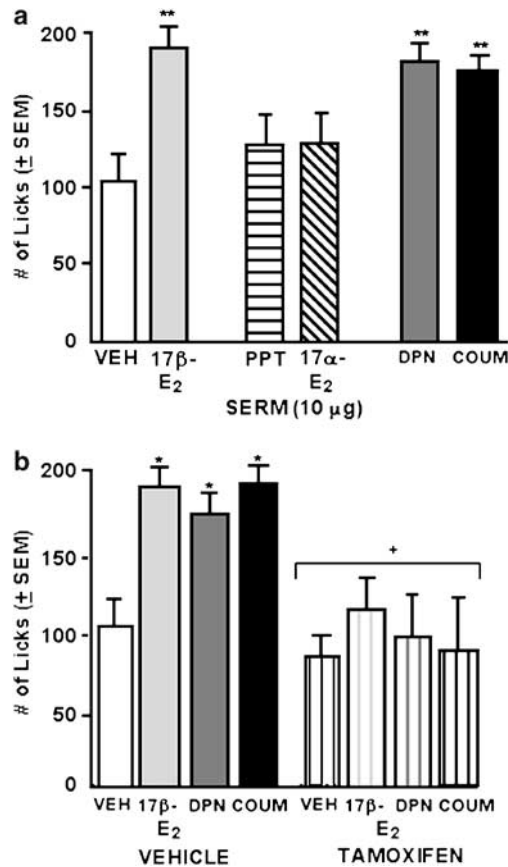 a
**
**
**
# of Licks (± SEM)
200
150
100
50
0
VEH 17β-E2 PPT 17α-E2 DPN COUM
SERM (10 µg)
b
*
*
*
+
# of Licks (± SEM)
200
150
100
50
0
VEH 17β-E2 DPN COUM VEH 17β-E2 DPN COUM
VEHICLE TAMOXIFEN